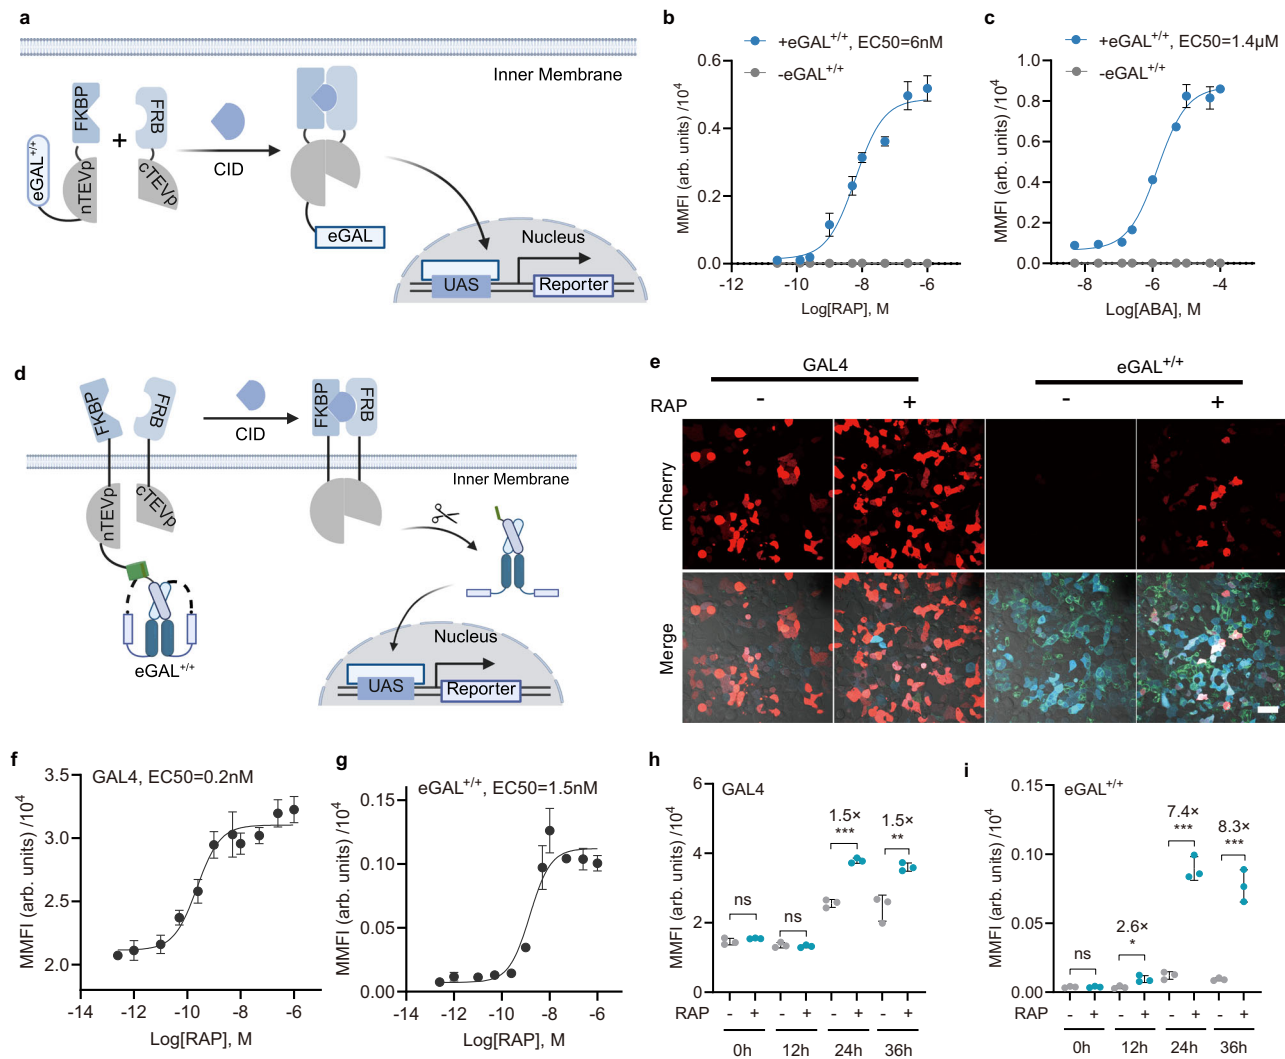 a
Inner Membrane
FKBP
FRB
eGAL+/+
nTEVp
+
cTEVp
CID
eGAL
Nucleus
UAS
Reporter
b
+eGAL+/+, EC50=6nM
-eGAL+/+
MMFI (arb. units) /10^4
0.6
0.4
0.2
0.0
-12 -10 -8 -6
Log[RAP], M
c
+eGAL+/+, EC50=1.4µM
-eGAL+/+
MMFI (arb. units) /10^4
1.0
0.8
0.6
0.4
0.2
0.0
-8 -6 -4
Log[ABA], M
d
FKBP
FRB
CID
FKBP
FRB
Inner Membrane
nTEVp
cTEVp
eGAL+/+
Nucleus
UAS
Reporter
e
GAL4 eGAL+/+
RAP - + - +
mCherry
Merge
f
GAL4, EC50=0.2nM
MMFI (arb. units) /10^4
3.5
3.0
2.5
2.0
-14 -12 -10 -8 -6
Log[RAP], M
g
eGAL+/+, EC50=1.5nM
MMFI (arb. units) /10^4
0.15
0.10
0.05
0.00
-14 -12 -10 -8 -6
Log[RAP], M
h
GAL4
MMFI (arb. units) /10^4
6
4
2
0
ns
ns
1.5×
***
1.5×
**
RAP - + - + - + - +
0h 12h 24h 36h
i
eGAL+/+
MMFI (arb. units) /10^4
0.15
0.10
0.05
0.00
ns
2.6×
*
7.4×
***
8.3×
***
RAP - + - + - + - +
0h 12h 24h 36h